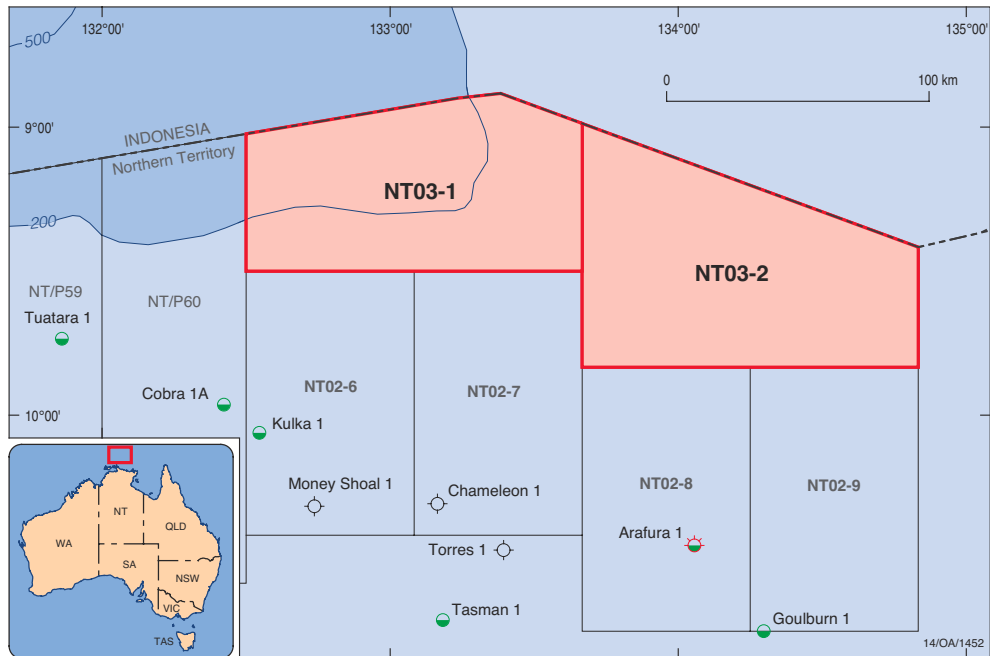 132°00'
133°00'
134°00'
135°00'
500
0
100 km
9°00'
INDONESIA
Northern Territory
NT03-1
200
NT03-2
NT/P59
NT/P60
Tuatara 1
Cobra 1A
NT02-6
NT02-7
10°00'
Kulka 1
Money Shoal 1
Chameleon 1
NT02-8
NT02-9
Torres 1
Arafura 1
Tasman 1
Goulburn 1
NT
QLD
WA
SA
NSW
VIC
TAS
14/OA/1452